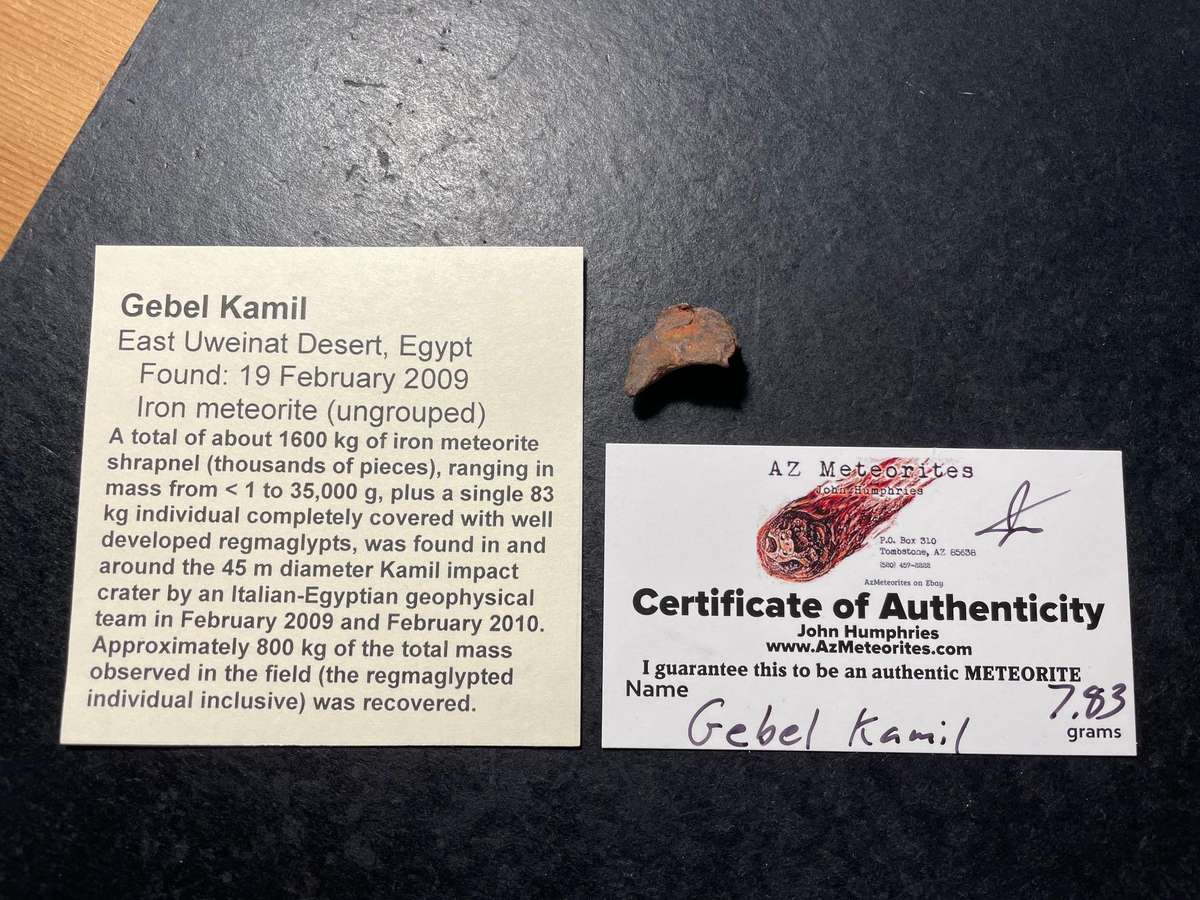 Gebel Kamil
East Uweinat Desert, Egypt
Found: 19 February 2009
Iron meteorite (ungrouped)
A total of about 1600 kg of iron meteorite
shrapnel (thousands of pieces), ranging in
mass from < 1 to 35,000 g, plus a single 83
kg individual completely covered with well
developed regmaglypts, was found in and
around the 45 m diameter Kamil impact
crater by an Italian-Egyptian geophysical
team in February 2009 and February 2010.
Approximately 800 kg of the total mass
observed in the field (the regmaglypted
individual inclusive) was recovered.
AZ Meteorites
John Humphries
P.O. Box 310
Tombstone, AZ 85638
AzMeteorites on Ebay
Certificate of Authenticity
John Humphries
www.AzMeteorites.com
I guarantee this to be an authentic METEORITE
Name
Gebel Kamil
7.83
grams